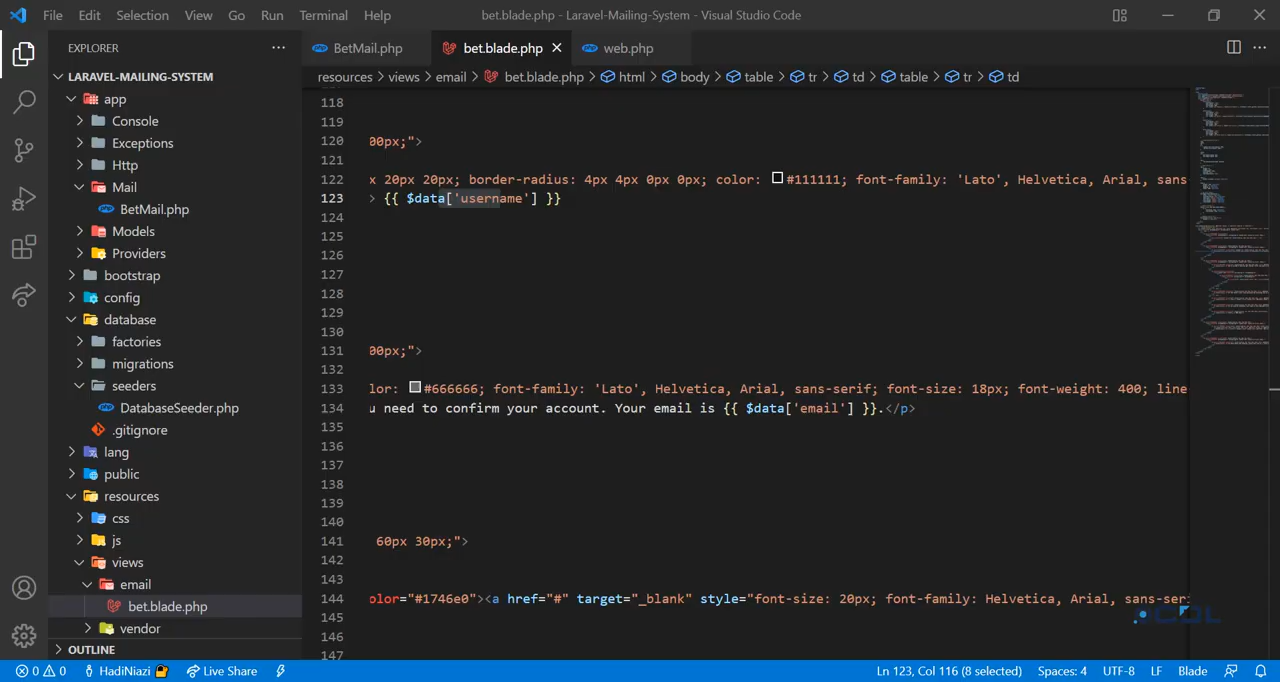 File Edit Selection View Go Run Terminal Help bet.blade.php - Laravel-Mailing-System - Visual Studio Code
EXPLORER
LARAVEL-MAILING-SYSTEM
app
Console
Exceptions
Http
Mail
BetMail.php
Models
Providers
bootstrap
config
database
factories
migrations
seeders
DatabaseSeeder.php
.gitignore
lang
public
resources
css
js
views
email
bet.blade.php
vendor
OUTLINE
BetMail.php bet.blade.php web.php
resources > views > email > bet.blade.php > html > body > table > tr > td > table > tr > td
118
119
120 00px;">
121
122 x 20px 20px; border-radius: 4px 4px 0px 0px; color: #111111; font-family: 'Lato', Helvetica, Arial, sans
123 > {{ $data['username'] }}
124
125
126
127
128
129
130
131 00px;">
132
133 lor: #666666; font-family: 'Lato', Helvetica, Arial, sans-serif; font-size: 18px; font-weight: 400; line
134 u need to confirm your account. Your email is {{ $data['email'] }}.</p>
135
136
137
138
139
140
141 60px 30px;">
142
143
144 olor="#1746e0"><a href="#" target="_blank" style="font-size: 20px; font-family: Helvetica, Arial, sans-ser
145
146
147
0 0 HadiNiazi Live Share Ln 123, Col 116 (8 selected) Spaces: 4 UTF-8 LF Blade